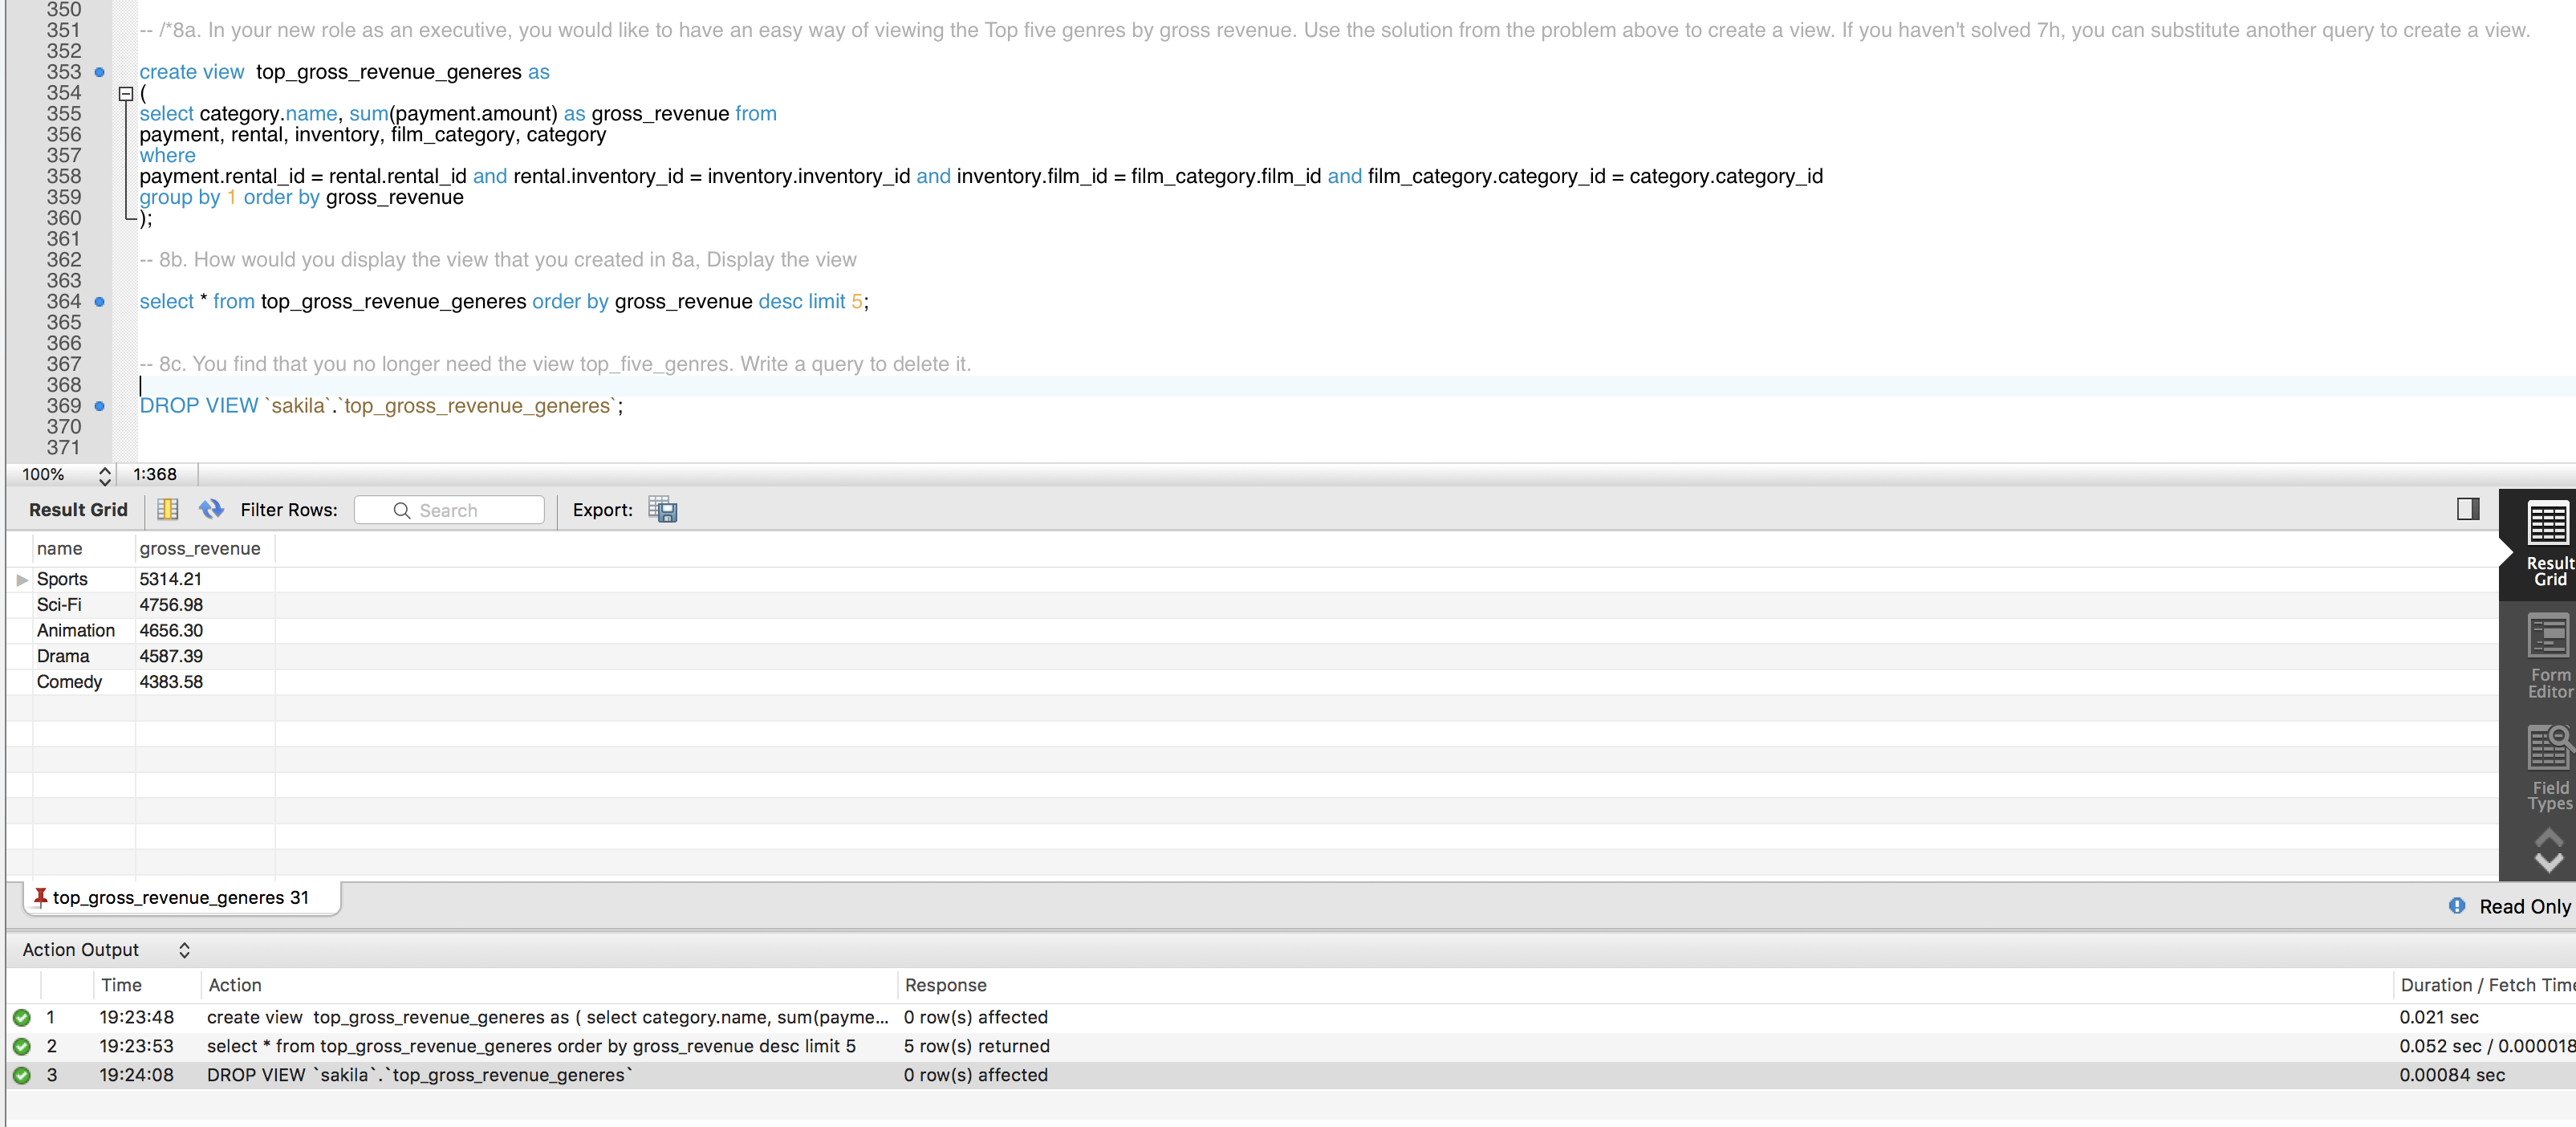 350
351 -- /*8a. In your new role as an executive, you would like to have an easy way of viewing the Top five genres by gross revenue. Use the solution from the problem above to create a view. If you haven't solved 7h, you can substitute another query to create a view.
352
353 create view  top_gross_revenue_generes as
354 (
355 select category.name, sum(payment.amount) as gross_revenue from
356 payment, rental, inventory, film_category, category
357 where
358 payment.rental_id = rental.rental_id and rental.inventory_id = inventory.inventory_id and inventory.film_id = film_category.film_id and film_category.category_id = category.category_id
359 group by 1 order by gross_revenue
360 );
361
362 -- 8b. How would you display the view that you created in 8a, Display the view
363
364 select * from top_gross_revenue_generes order by gross_revenue desc limit 5;
365
366
367 -- 8c. You find that you no longer need the view top_five_genres. Write a query to delete it.
368
369 DROP VIEW `sakila`.`top_gross_revenue_generes`;
370
371
100% 1:368
Result Grid Filter Rows: Search Export:
name gross_revenue
Sports 5314.21
Sci-Fi 4756.98
Animation 4656.30
Drama 4587.39
Comedy 4383.58
Result
Grid
Form
Editor
Field
Types
top_gross_revenue_generes 31 Read Only
Action Output
Time Action Response Duration / Fetch Time
1 19:23:48 create view  top_gross_revenue_generes as ( select category.name, sum(payme... 0 row(s) affected 0.021 sec
2 19:23:53 select * from top_gross_revenue_generes order by gross_revenue desc limit 5 5 row(s) returned 0.052 sec / 0.000018
3 19:24:08 DROP VIEW `sakila`.`top_gross_revenue_generes` 0 row(s) affected 0.00084 sec